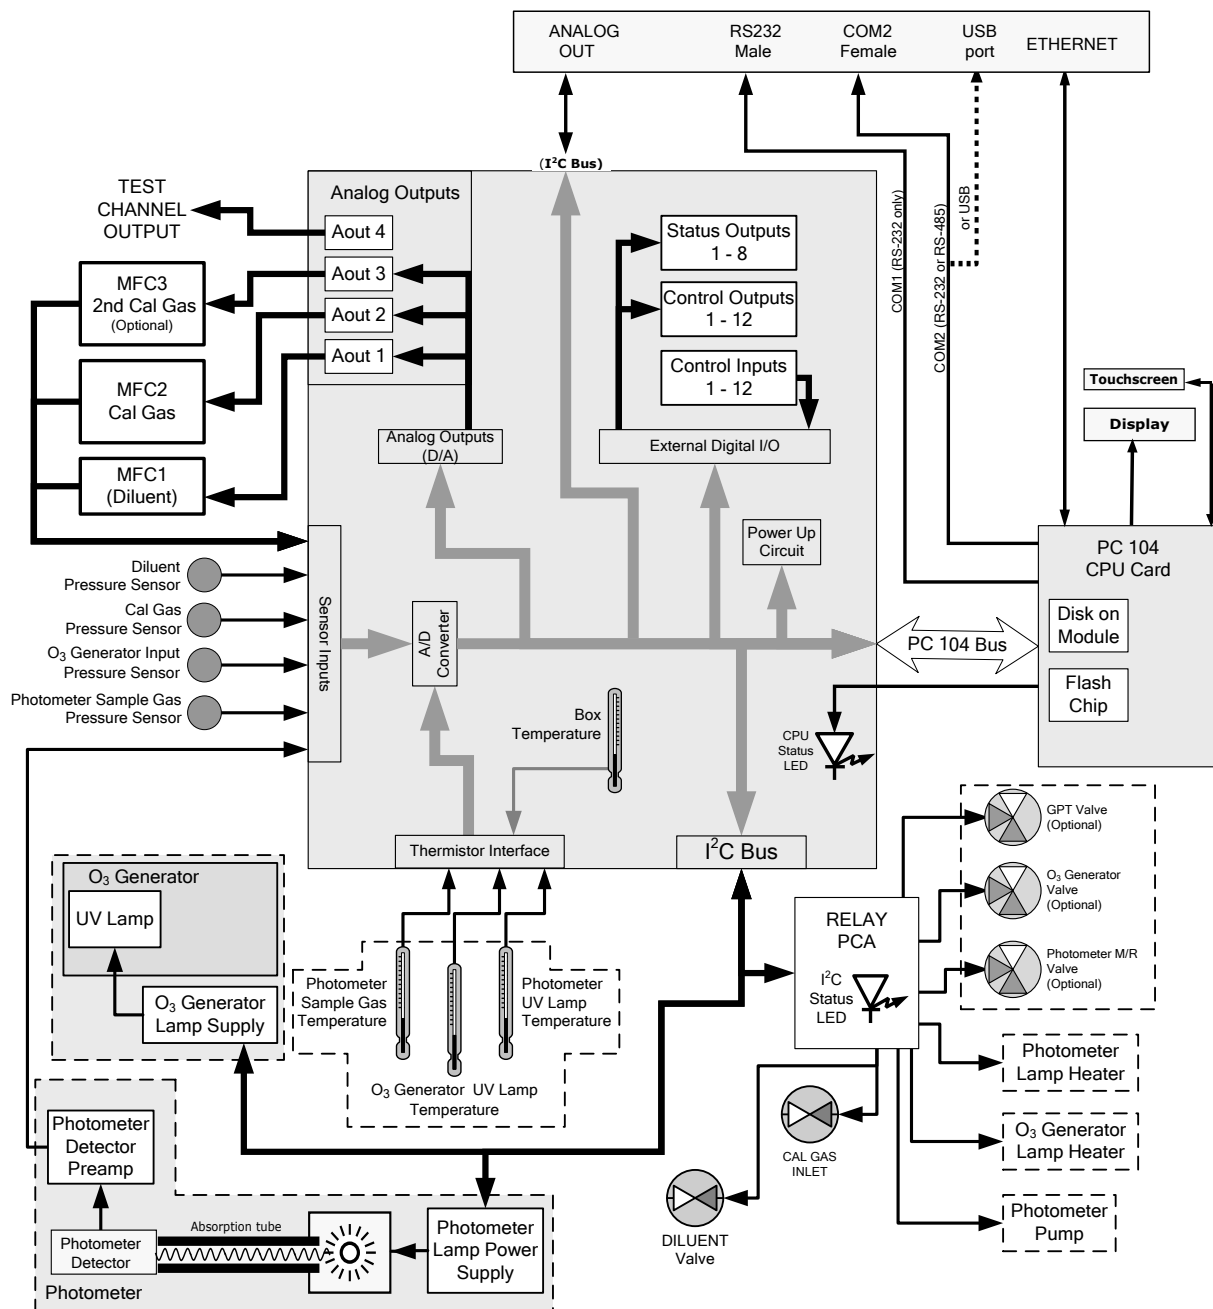 ANALOG
OUT
RS232
Male
COM2
Female
USB
port
ETHERNET
(I²C Bus)
COM1 (RS-232 only)
COM2 (RS-232 or RS-485)
or USB
TEST
CHANNEL
OUTPUT
Analog Outputs
Aout 4
Aout 3
Aout 2
Aout 1
MFC3
2nd Cal Gas
(Optional)
MFC2
Cal Gas
MFC1
(Diluent)
Status Outputs
1 - 8
Control Outputs
1 - 12
Control Inputs
1 - 12
Analog Outputs
(D/A)
External Digital I/O
Touchscreen
Display
Power Up
Circuit
PC 104
CPU Card
Disk on
Module
Flash
Chip
PC 104 Bus
Diluent
Pressure Sensor
Cal Gas
Pressure Sensor
O₃ Generator Input
Pressure Sensor
Photometer Sample Gas
Pressure Sensor
Sensor Inputs
A/D
Converter
Box
Temperature
CPU
Status
LED
Thermistor Interface
I²C Bus
GPT Valve
(Optional)
O₃ Generator
Valve
(Optional)
Photometer M/R
Valve
(Optional)
RELAY
PCA
I²C
Status
LED
O₃ Generator
UV Lamp
O₃ Generator
Lamp Supply
Photometer
Sample Gas
Temperature
Photometer
UV Lamp
Temperature
O₃ Generator UV Lamp
Temperature
Photometer
Lamp Heater
O₃ Generator
Lamp Heater
Photometer
Pump
CAL GAS
INLET
DILUENT
Valve
Photometer
Detector
Preamp
Absorption tube
Photometer
Detector
Photometer
Lamp Power
Supply
Photometer